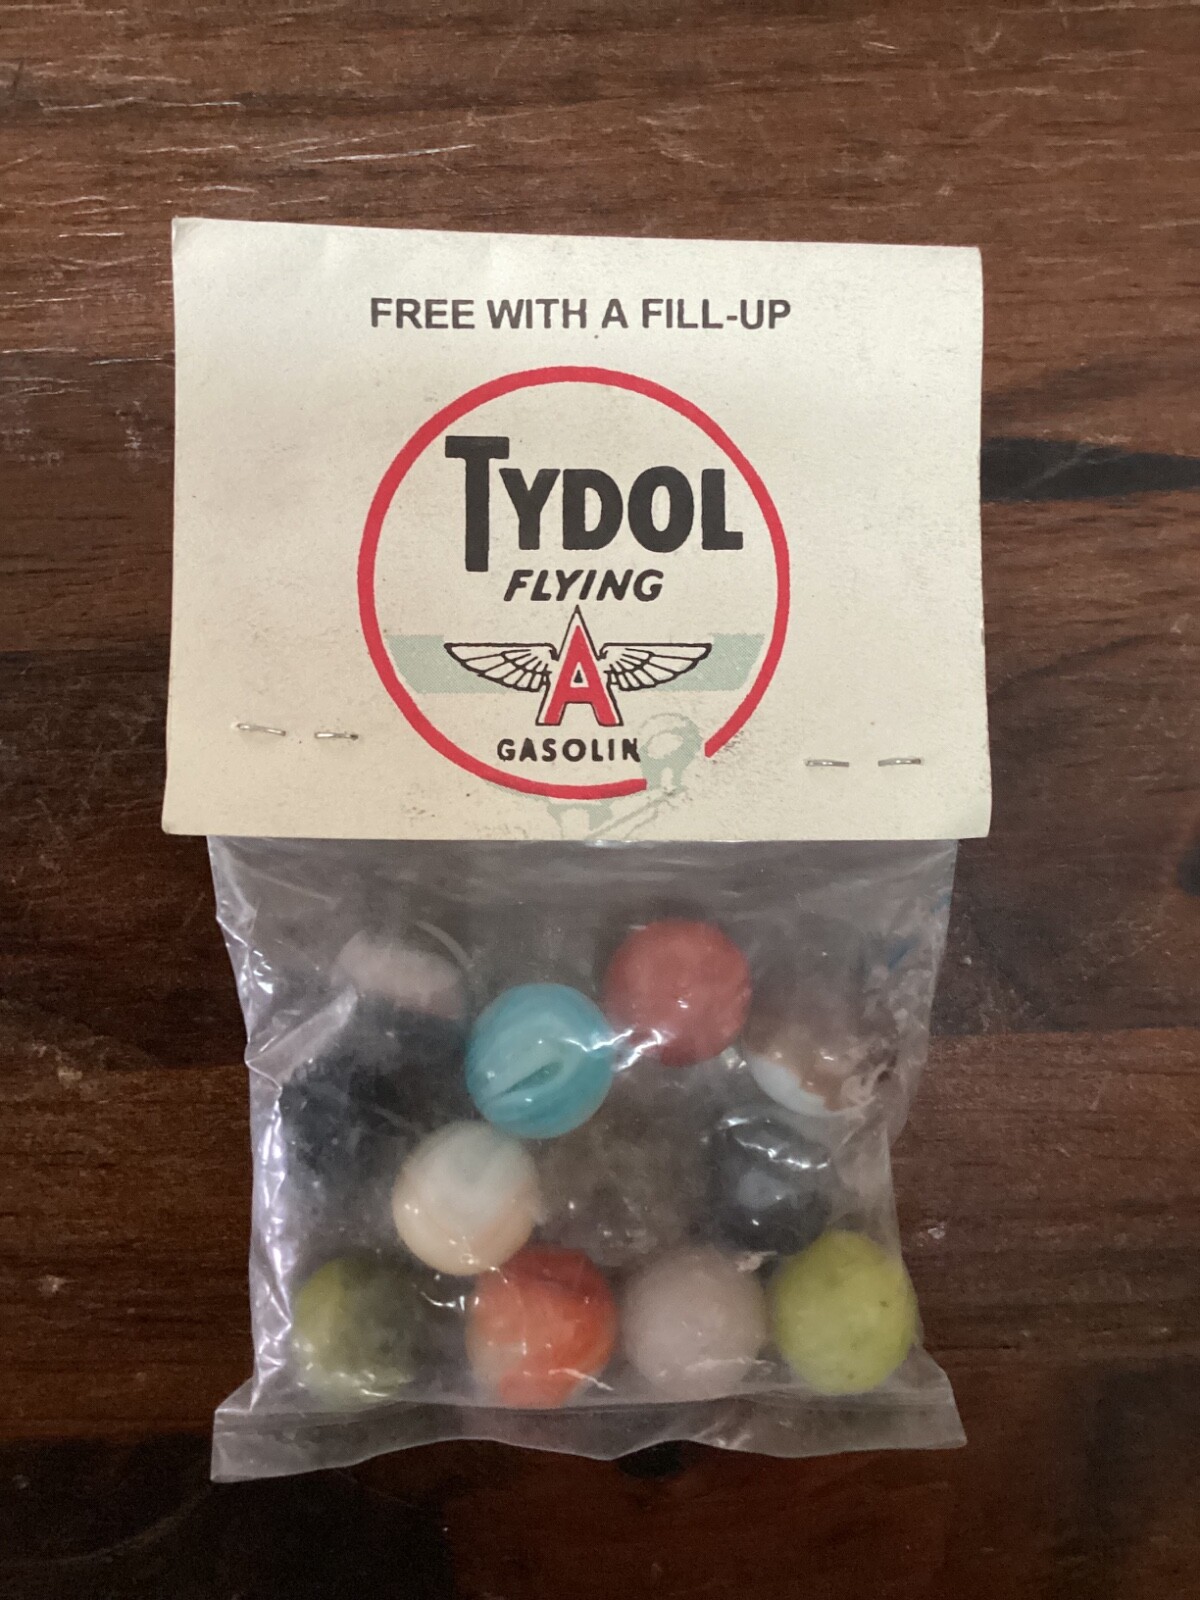 FREE WITH A FILL-UP
TYDOL
FLYING
A
GASOLIN